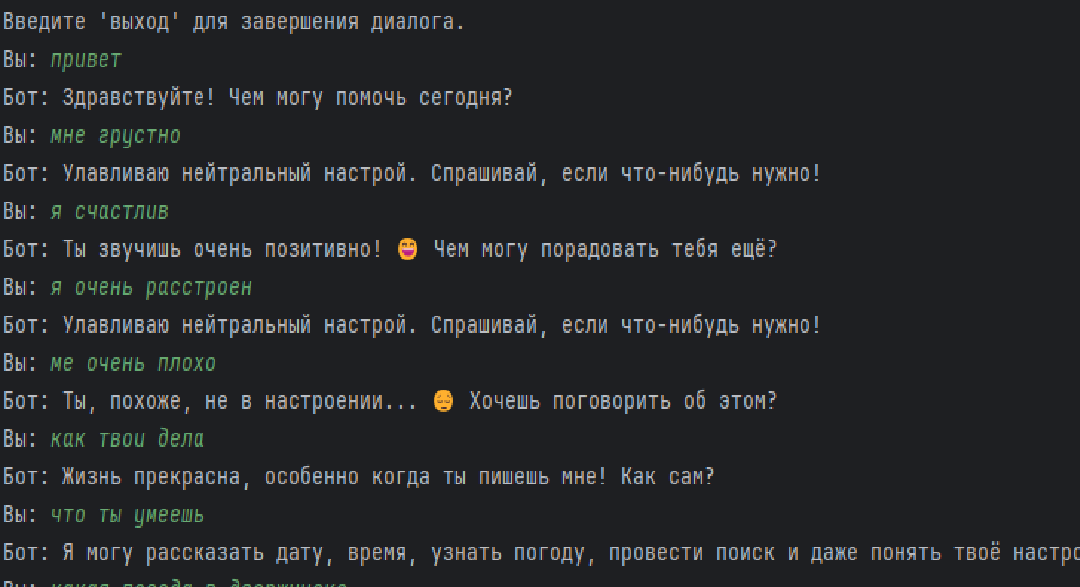 Введите 'выход' для завершения диалога.
Вы: привет
Бот: Здравствуйте! Чем могу помочь сегодня?
Вы: мне грустно
Бот: Улавливаю нейтральный настрой. Спрашивай, если что-нибудь нужно!
Вы: я счастлив
Бот: Ты звучишь очень позитивно! 😄 Чем могу порадовать тебя ещё?
Вы: я очень расстроен
Бот: Улавливаю нейтральный настрой. Спрашивай, если что-нибудь нужно!
Вы: ме очень плохо
Бот: Ты, похоже, не в настроении... 😔 Хочешь поговорить об этом?
Вы: как твои дела
Бот: Жизнь прекрасна, особенно когда ты пишешь мне! Как сам?
Вы: что ты умеешь
Бот: Я могу рассказать дату, время, узнать погоду, провести поиск и даже понять твоё настро
Вы: какая погода в